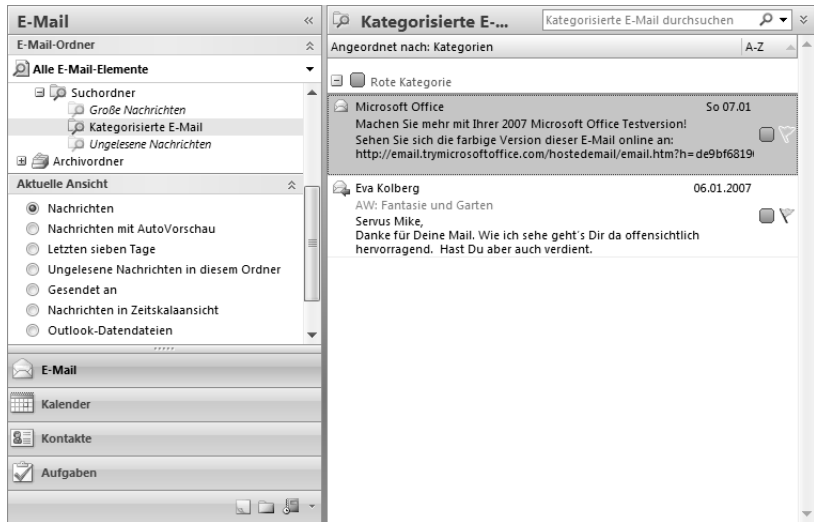 E-Mail
E-Mail-Ordner
Alle E-Mail-Elemente
Suchordner
Große Nachrichten
Kategorisierte E-Mail
Ungelesene Nachrichten
Archivordner
Aktuelle Ansicht
Nachrichten
Nachrichten mit AutoVorschau
Letzten sieben Tage
Ungelesene Nachrichten in diesem Ordner
Gesendet an
Nachrichten in Zeitskalaansicht
Outlook-Datendateien
E-Mail
Kalender
Kontakte
Aufgaben
Kategorisierte E-...
Kategorisierte E-Mail durchsuchen
Angeordnet nach: Kategorien A-Z
Rote Kategorie
Microsoft Office So 07.01
Machen Sie mehr mit Ihrer 2007 Microsoft Office Testversion!
Sehen Sie sich die farbige Version dieser E-Mail online an:
http://email.trymicrosoftoffice.com/hostedemail/email.htm?h=de9bf6819
Eva Kolberg 06.01.2007
AW: Fantasie und Garten
Servus Mike,
Danke für Deine Mail. Wie ich sehe geht's Dir da offensichtlich
hervorragend. Hast Du aber auch verdient.